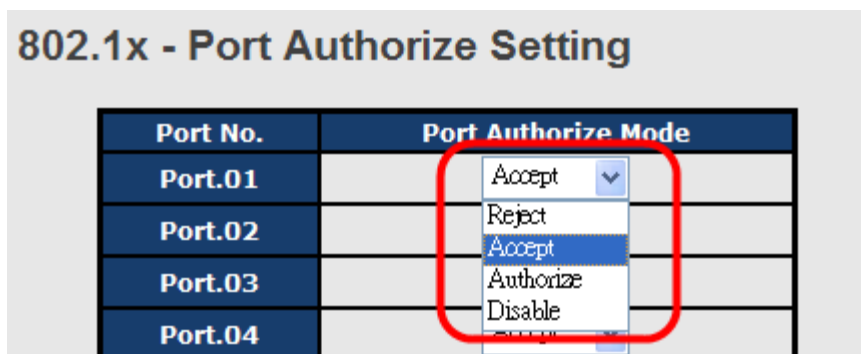 802.1x - Port Authorize Setting
Port No. Port Authorize Mode
Port.01 Accept
Reject
Port.02
Accept
Port.03 Authorize
Disable
Port.04